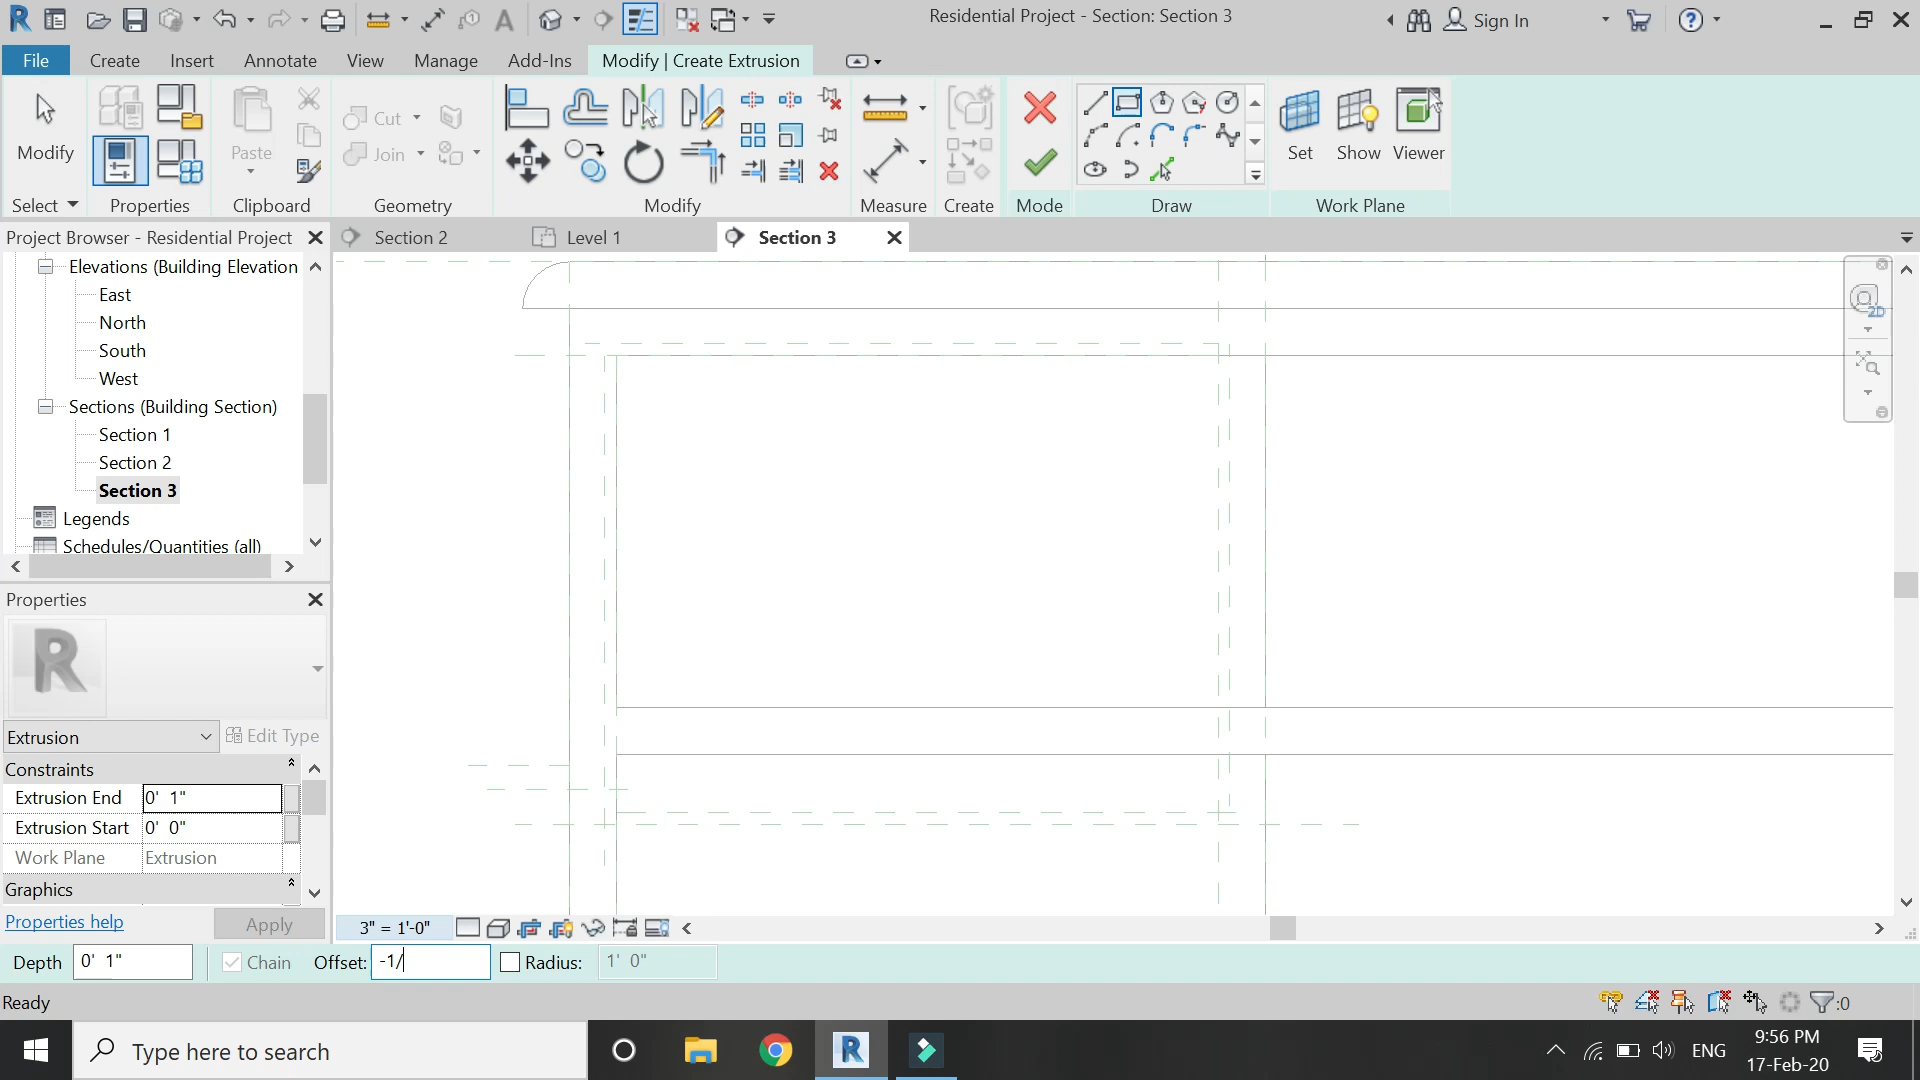 Residential Project - Section: Section 3
Sign In
File
Create
Insert
Annotate
View
Manage
Add-Ins
Modify | Create Extrusion
Modify
Paste
Cut
Join
Set
Show
Viewer
Select
Properties
Clipboard
Geometry
Modify
Measure
Create
Mode
Draw
Work Plane
Project Browser - Residential Project
Section 2
Level 1
Section 3
Elevations (Building Elevation
East
North
South
West
Sections (Building Section)
Section 1
Section 2
Section 3
Legends
Schedules/Quantities (all)
2D
Properties
R
Extrusion
Edit Type
Constraints
Extrusion End
0' 1"
Extrusion Start
0' 0"
Work Plane
Extrusion
Graphics
Properties help
Apply
3" = 1'-0"
Depth
0' 1"
Chain
Offset:
-1/
Radius:
1' 0"
Ready
:0
Type here to search
ENG
9:56 PM
17-Feb-20